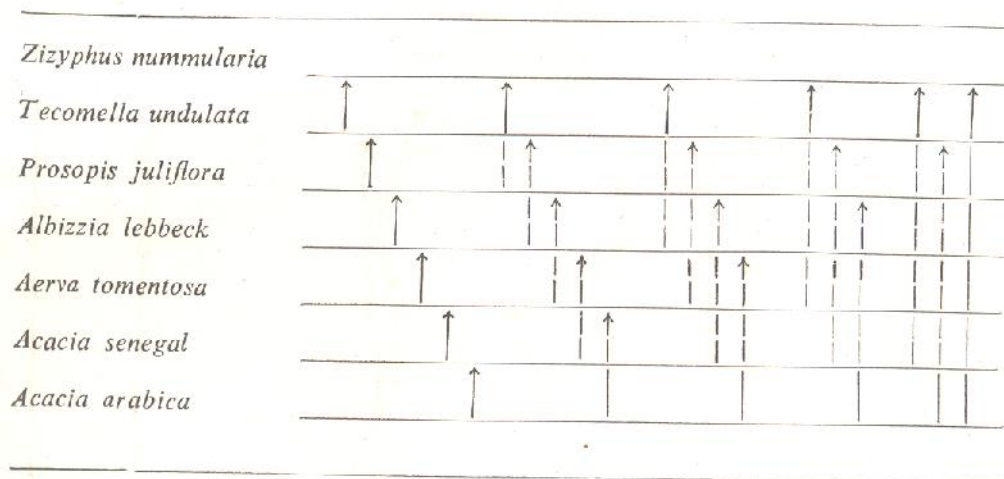 Zizyphus nummularia
Tecomella undulata
Prosopis juliflora
Albizzia lebbeck
Aerva tomentosa
Acacia senegal
Acacia arabica